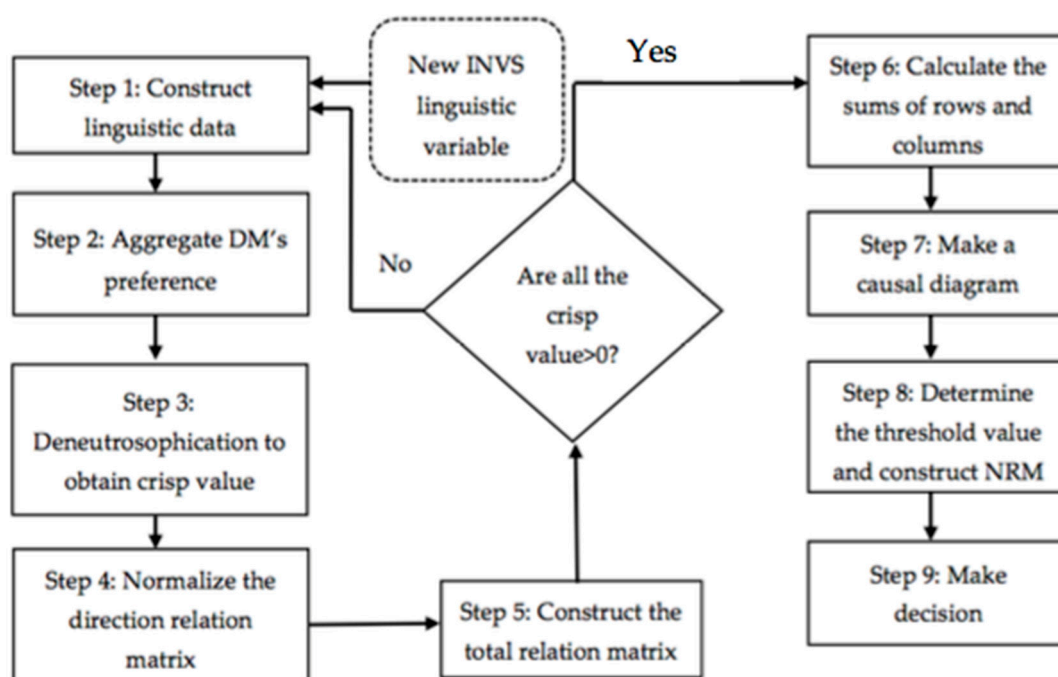 New INVS
linguistic
variable
Step 1: Construct
linguistic data
Step 2: Aggregate DM's
preference
Step 3:
Deneutrosophication to
obtain crisp value
Step 4: Normalize the
direction relation
matrix
Step 5: Construct the
total relation matrix
Are all the
crisp
value>0?
No
Yes
Step 6: Calculate the
sums of rows and
columns
Step 7: Make a
causal diagram
Step 8: Determine
the threshold value
and construct NRM
Step 9: Make
decision